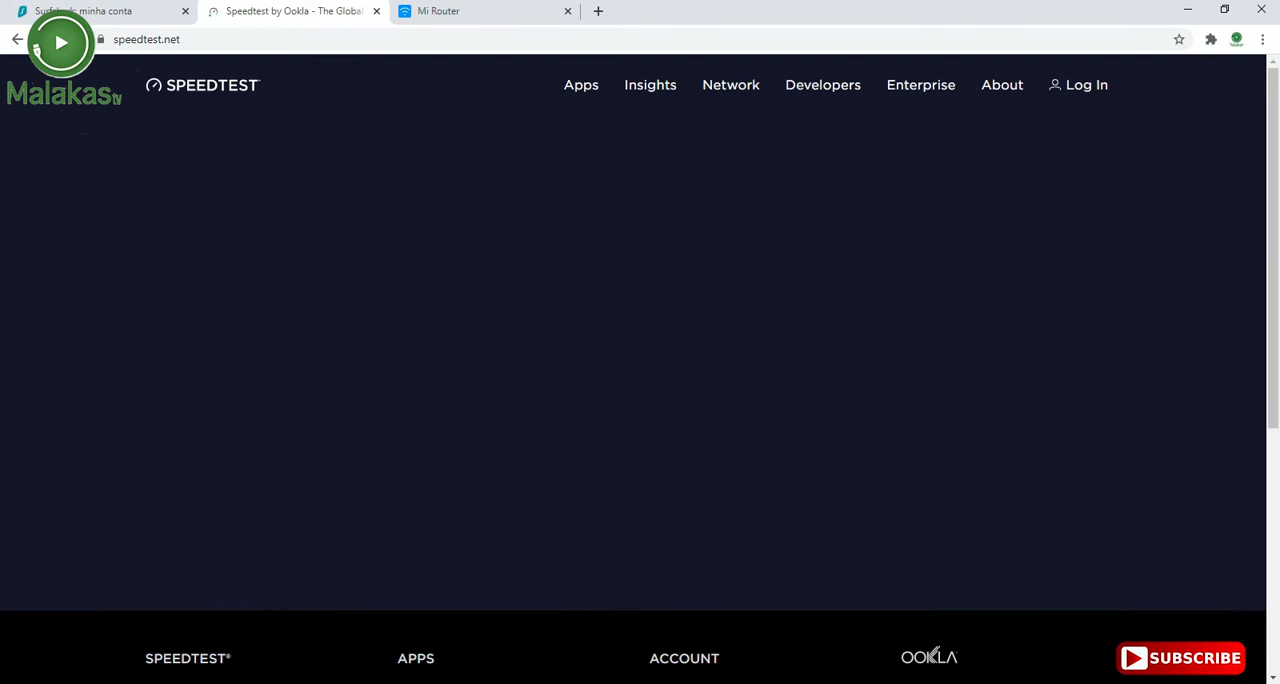 Surfshark: minha conta
Speedtest by Ookla - The Global
Mi Router
speedtest.net
Malakas tv
SPEEDTEST
Apps
Insights
Network
Developers
Enterprise
About
Log In
SPEEDTEST®
APPS
ACCOUNT
OOKLA
SUBSCRIBE